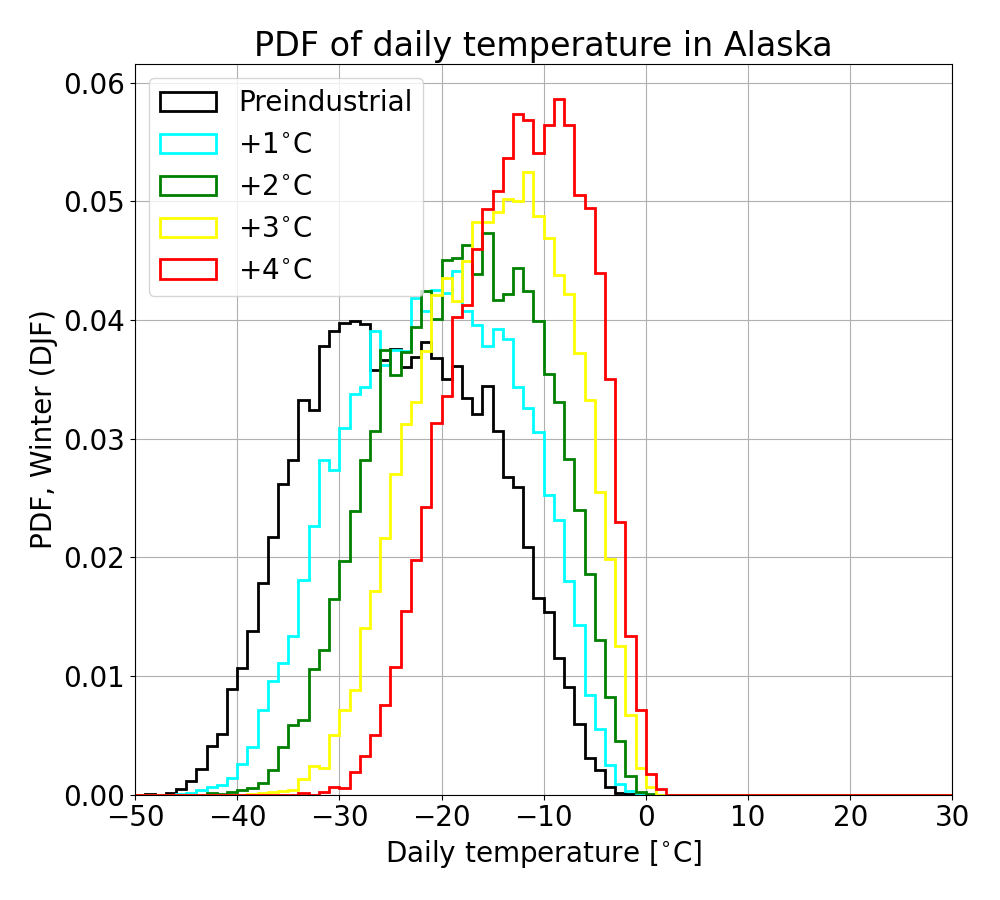 PDF of daily temperature in Alaska
Preindustrial
+1°C
+2°C
+3°C
+4°C
PDF, Winter (DJF)
0.06
0.05
0.04
0.03
0.02
0.01
0.00
−50 −40 −30 −20 −10 0 10 20 30
Daily temperature [°C]